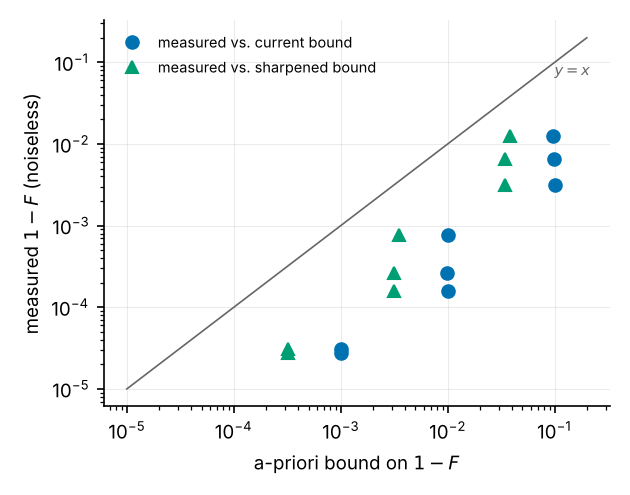 measured vs. current bound
measured vs. sharpened bound
y = x
measured 1 − F (noiseless)
10⁻¹
10⁻²
10⁻³
10⁻⁴
10⁻⁵
10⁻⁵ 10⁻⁴ 10⁻³ 10⁻² 10⁻¹
a-priori bound on 1 − F